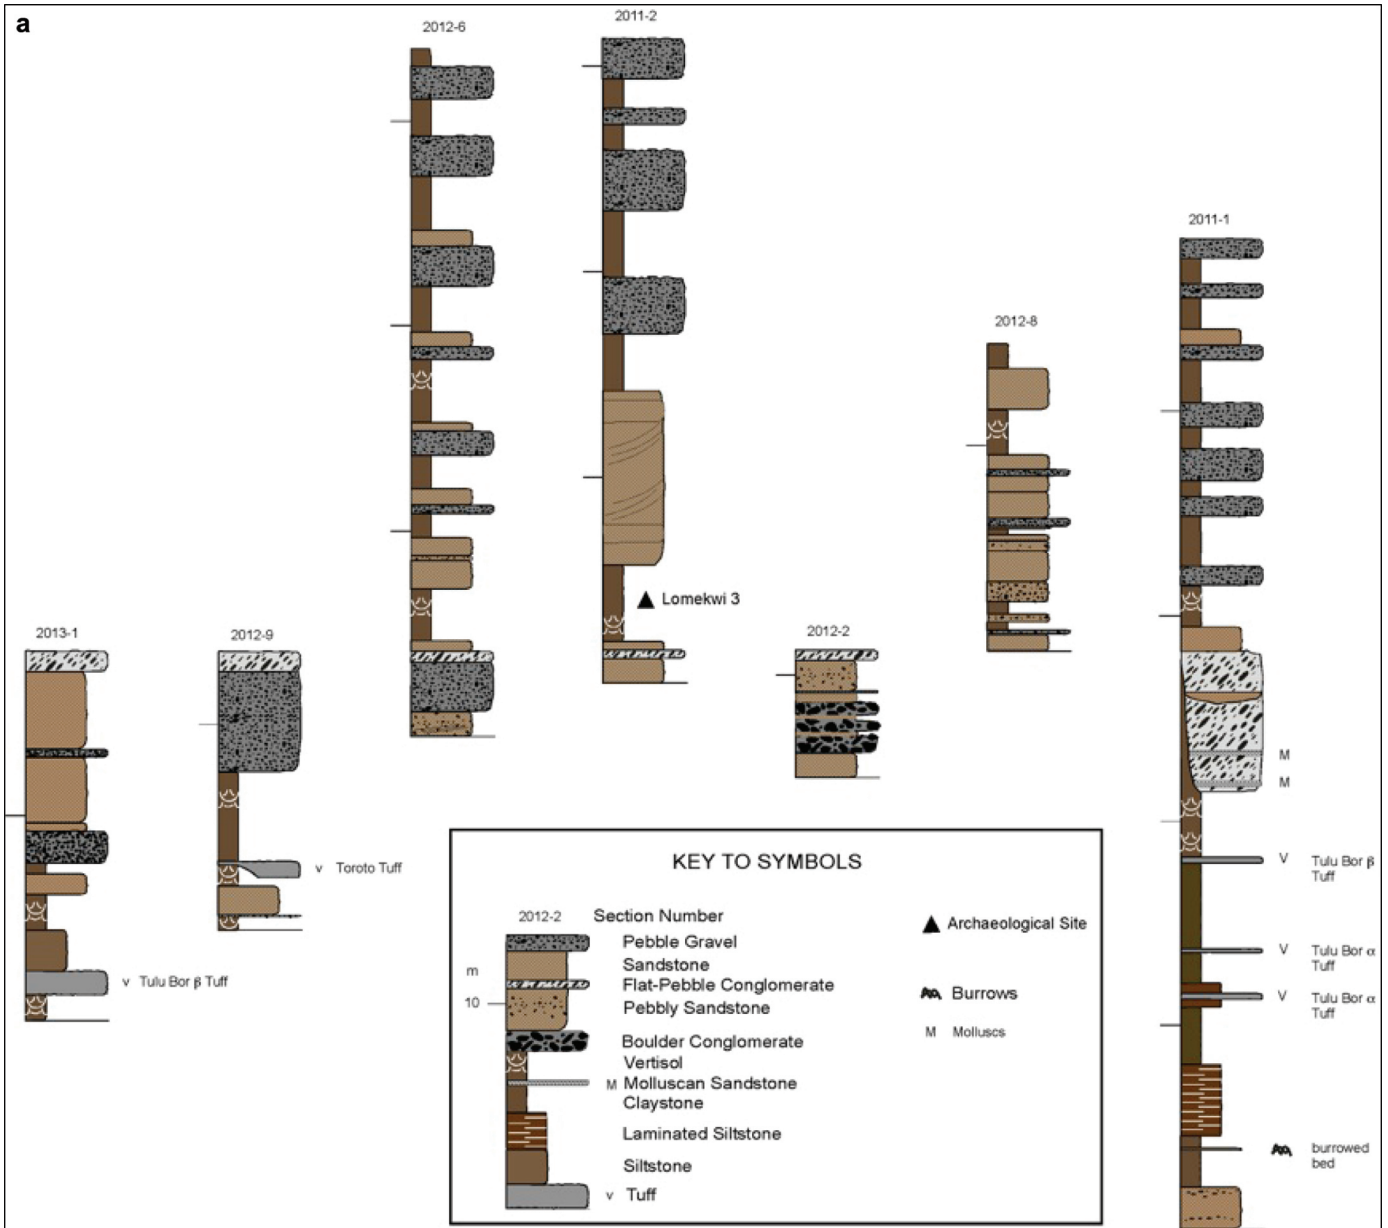 a
2012-6
2011-2
2011-1
2012-8
Lomekwi 3
2013-1
2012-9
2012-2
M
M
v Toroto Tuff
V Tulu Bor β
Tuff
V Tulu Bor α
Tuff
v Tulu Bor β Tuff
V Tulu Bor α
Tuff
burrowed
bed
KEY TO SYMBOLS
2012-2 Section Number
Pebble Gravel
m Sandstone
Flat-Pebble Conglomerate
10 Pebbly Sandstone
Boulder Conglomerate
Vertisol
M Molluscan Sandstone
Claystone
Laminated Siltstone
Siltstone
v Tuff
Archaeological Site
Burrows
M Molluscs